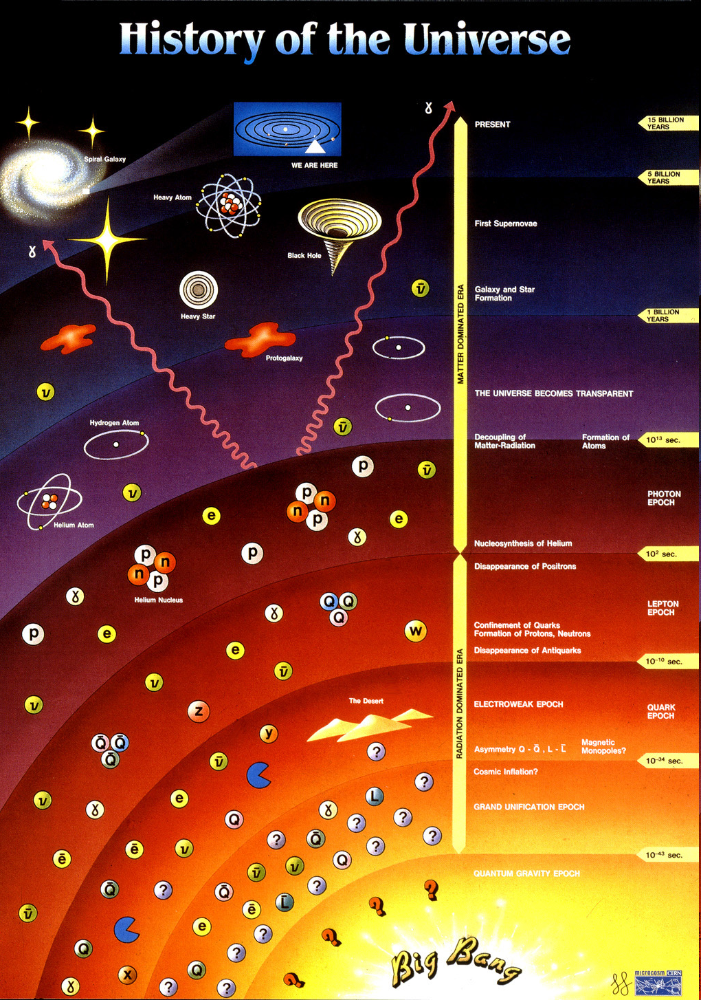 History of the Universe
ɣ
PRESENT
15 BILLION
YEARS
Spiral Galaxy
WE ARE HERE
5 BILLION
YEARS
Heavy Atom
First Supernovae
ɣ
Black Hole
ν̄
Galaxy and Star
Formation
Heavy Star
1 BILLION
YEARS
MATTER DOMINATED ERA
Protogalaxy
ν
THE UNIVERSE BECOMES TRANSPARENT
Hydrogen Atom
ν̄
Decoupling of
Matter-Radiation
Formation of
Atoms
10¹³ sec.
p
ν̄
ν
p
n
n
p
PHOTON
EPOCH
e
e
Helium Atom
ɣ
Nucleosynthesis of Helium
p
n
n
p
p
10² sec.
Disappearance of Positrons
Helium Nucleus
ɣ
Q Q
Q
LEPTON
EPOCH
ɣ
p
e
w
Confinement of Quarks
Formation of Protons, Neutrons
e
Disappearance of Antiquarks
10⁻¹⁰ sec.
ν̄
ν
RADIATION DOMINATED ERA
ν
z
The Desert
ELECTROWEAK EPOCH
QUARK
EPOCH
y
Q̄ Q̄
Q̄
?
Asymmetry Q - Q̄ , L - L̄
Magnetic
Monopoles?
ν̄
10⁻³⁴ sec.
Cosmic Inflation?
?
ν
e
L
GRAND UNIFICATION EPOCH
ɣ
Q
ɣ
?
?
?
Q̄
?
?
ē
ē
ν
Q
10⁻⁴³ sec.
ν̄
ν
QUANTUM GRAVITY EPOCH
Q̄
?
Q̄
?
?
ν̄
ē
L̄
?
e
?
?
Q
?
Big Bang
x
Q
?
ɣ
?
?
microcosm CERN